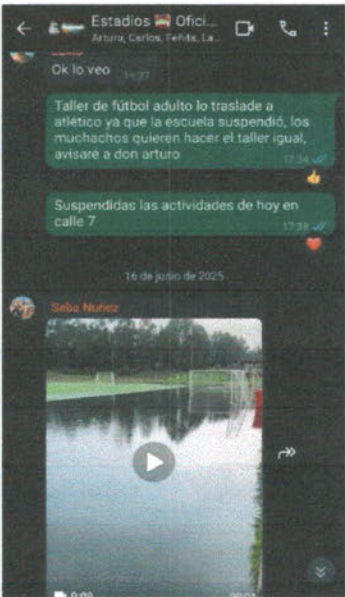 Estadios 🏟️ Ofici...
Arturo, Carlos, Feñita, La...
Ok lo veo
Taller de fútbol adulto lo traslade a
atlético ya que la escuela suspendió, los
muchachos quieren hacer el taller igual,
avisaré a don arturo
17:34
Suspendidas las actividades de hoy en
calle 7
17:38
16 de junio de 2025
Seba Nuñez